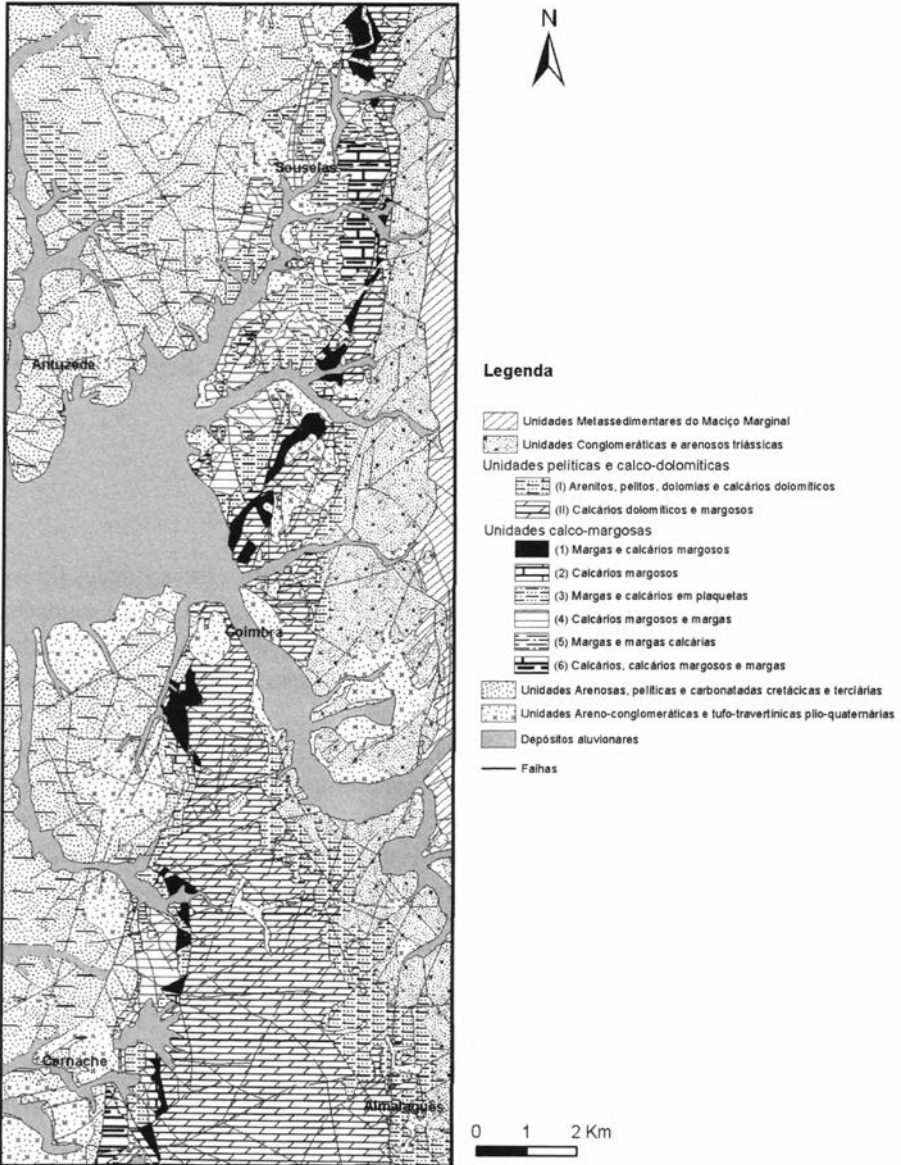 N
Souselas
Antuzede
Coimbra
Cernache
Almalaguês
Legenda
Unidades Metassedimentares do Maciço Marginal
Unidades Conglomeráticas e arenosos triássicas
Unidades pelíticas e calco-dolomíticas
(I) Arenitos, pelitos, dolomias e calcários dolomíticos
(II) Calcários dolomíticos e margosos
Unidades calco-margosas
(1) Margas e calcários margosos
(2) Calcários margosos
(3) Margas e calcários em plaquetas
(4) Calcários margosos e margas
(5) Margas e margas calcárias
(6) Calcários, calcários margosos e margas
Unidades Arenosas, pelíticas e carbonatadas cretácicas e terciárias
Unidades Areno-conglomeráticas e tufo-travertínicas plio-quaternárias
Depósitos aluvionares
Falhas
0 1 2 Km